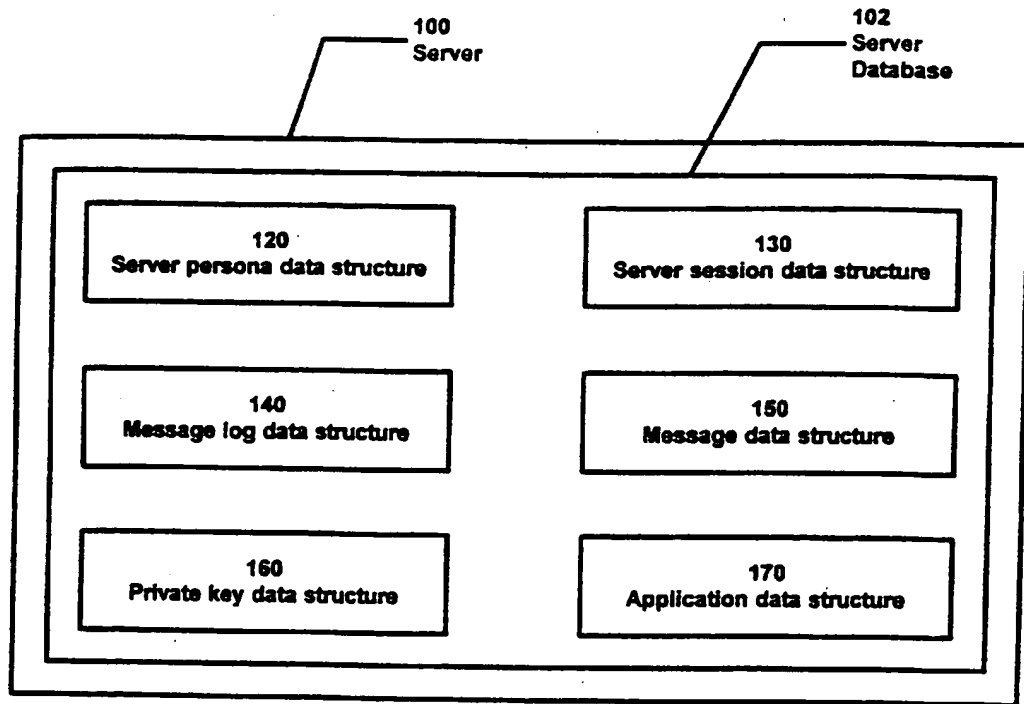 100
Server
102
Server
Database
120
Server persona data structure
130
Server session data structure
140
Message log data structure
150
Message data structure
160
Private key data structure
170
Application data structure